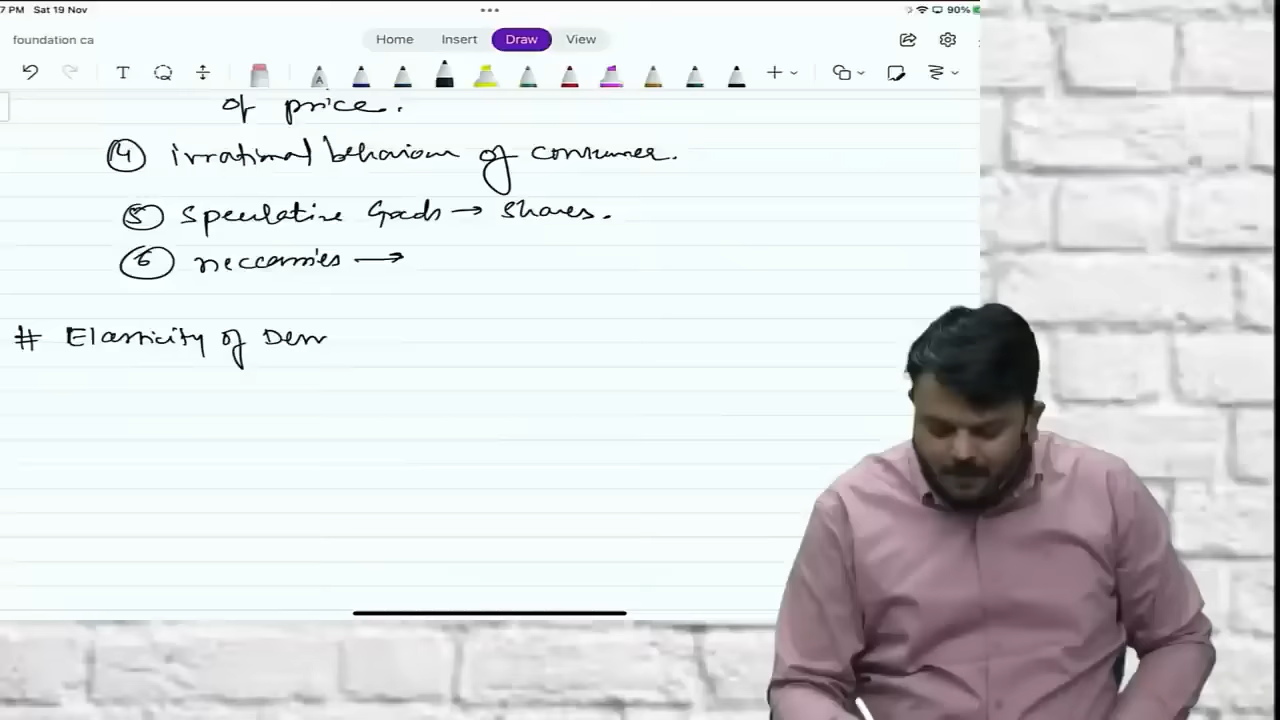 7 PM Sat 19 Nov
90%
foundation ca
Home Insert Draw View
T
A
of price.
④ irrational behaviour of consumer.
⑤ Speculative Goods → Shares.
⑥ neccarries →
# Elasticity of Dem